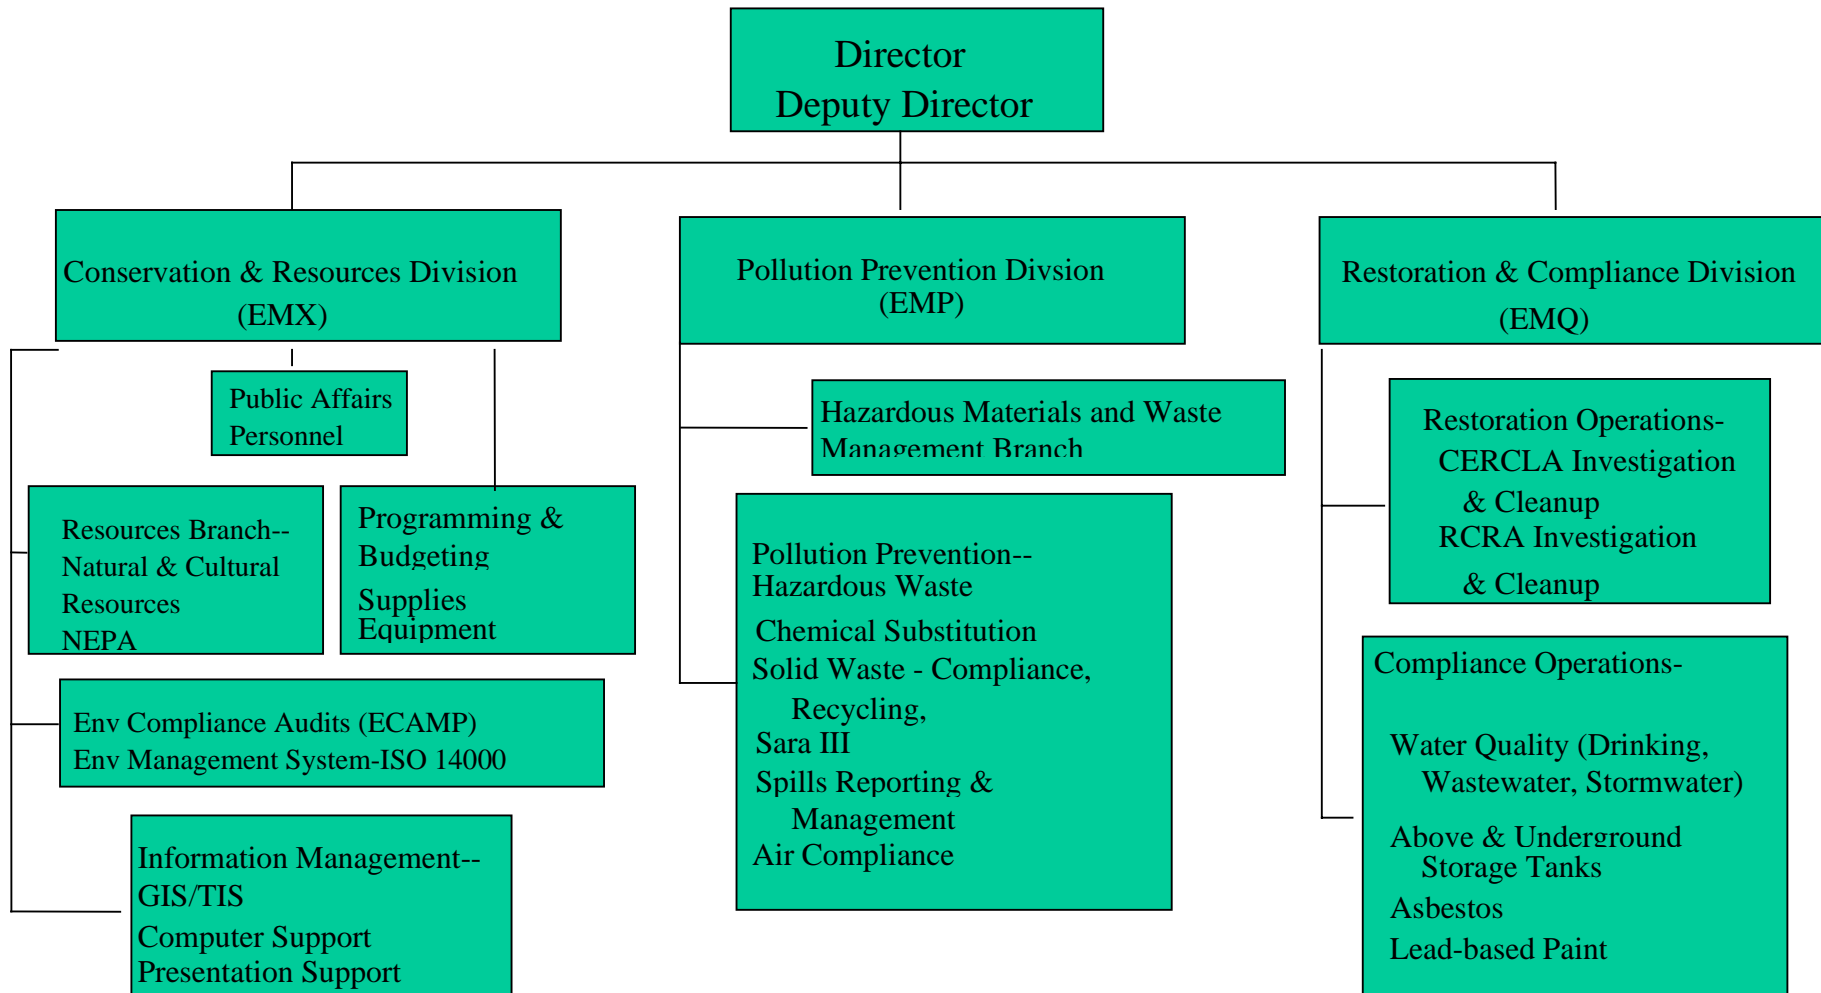 Director
Deputy Director
Conservation & Resources Division
(EMX)
Pollution Prevention Divsion
(EMP)
Restoration & Compliance Division
(EMQ)
Public Affairs
Personnel
Resources Branch--
Natural & Cultural
Resources
NEPA
Programming &
Budgeting
Supplies
Equipment
Env Compliance Audits (ECAMP)
Env Management System-ISO 14000
Information Management--
GIS/TIS
Computer Support
Presentation Support
Hazardous Materials and Waste
Management Branch
Pollution Prevention--
Hazardous Waste
Chemical Substitution
Solid Waste - Compliance,
Recycling,
Sara III
Spills Reporting &
Management
Air Compliance
Restoration Operations-
CERCLA Investigation
& Cleanup
RCRA Investigation
& Cleanup
Compliance Operations-
Water Quality (Drinking,
Wastewater, Stormwater)
Above & Underground
Storage Tanks
Asbestos
Lead-based Paint